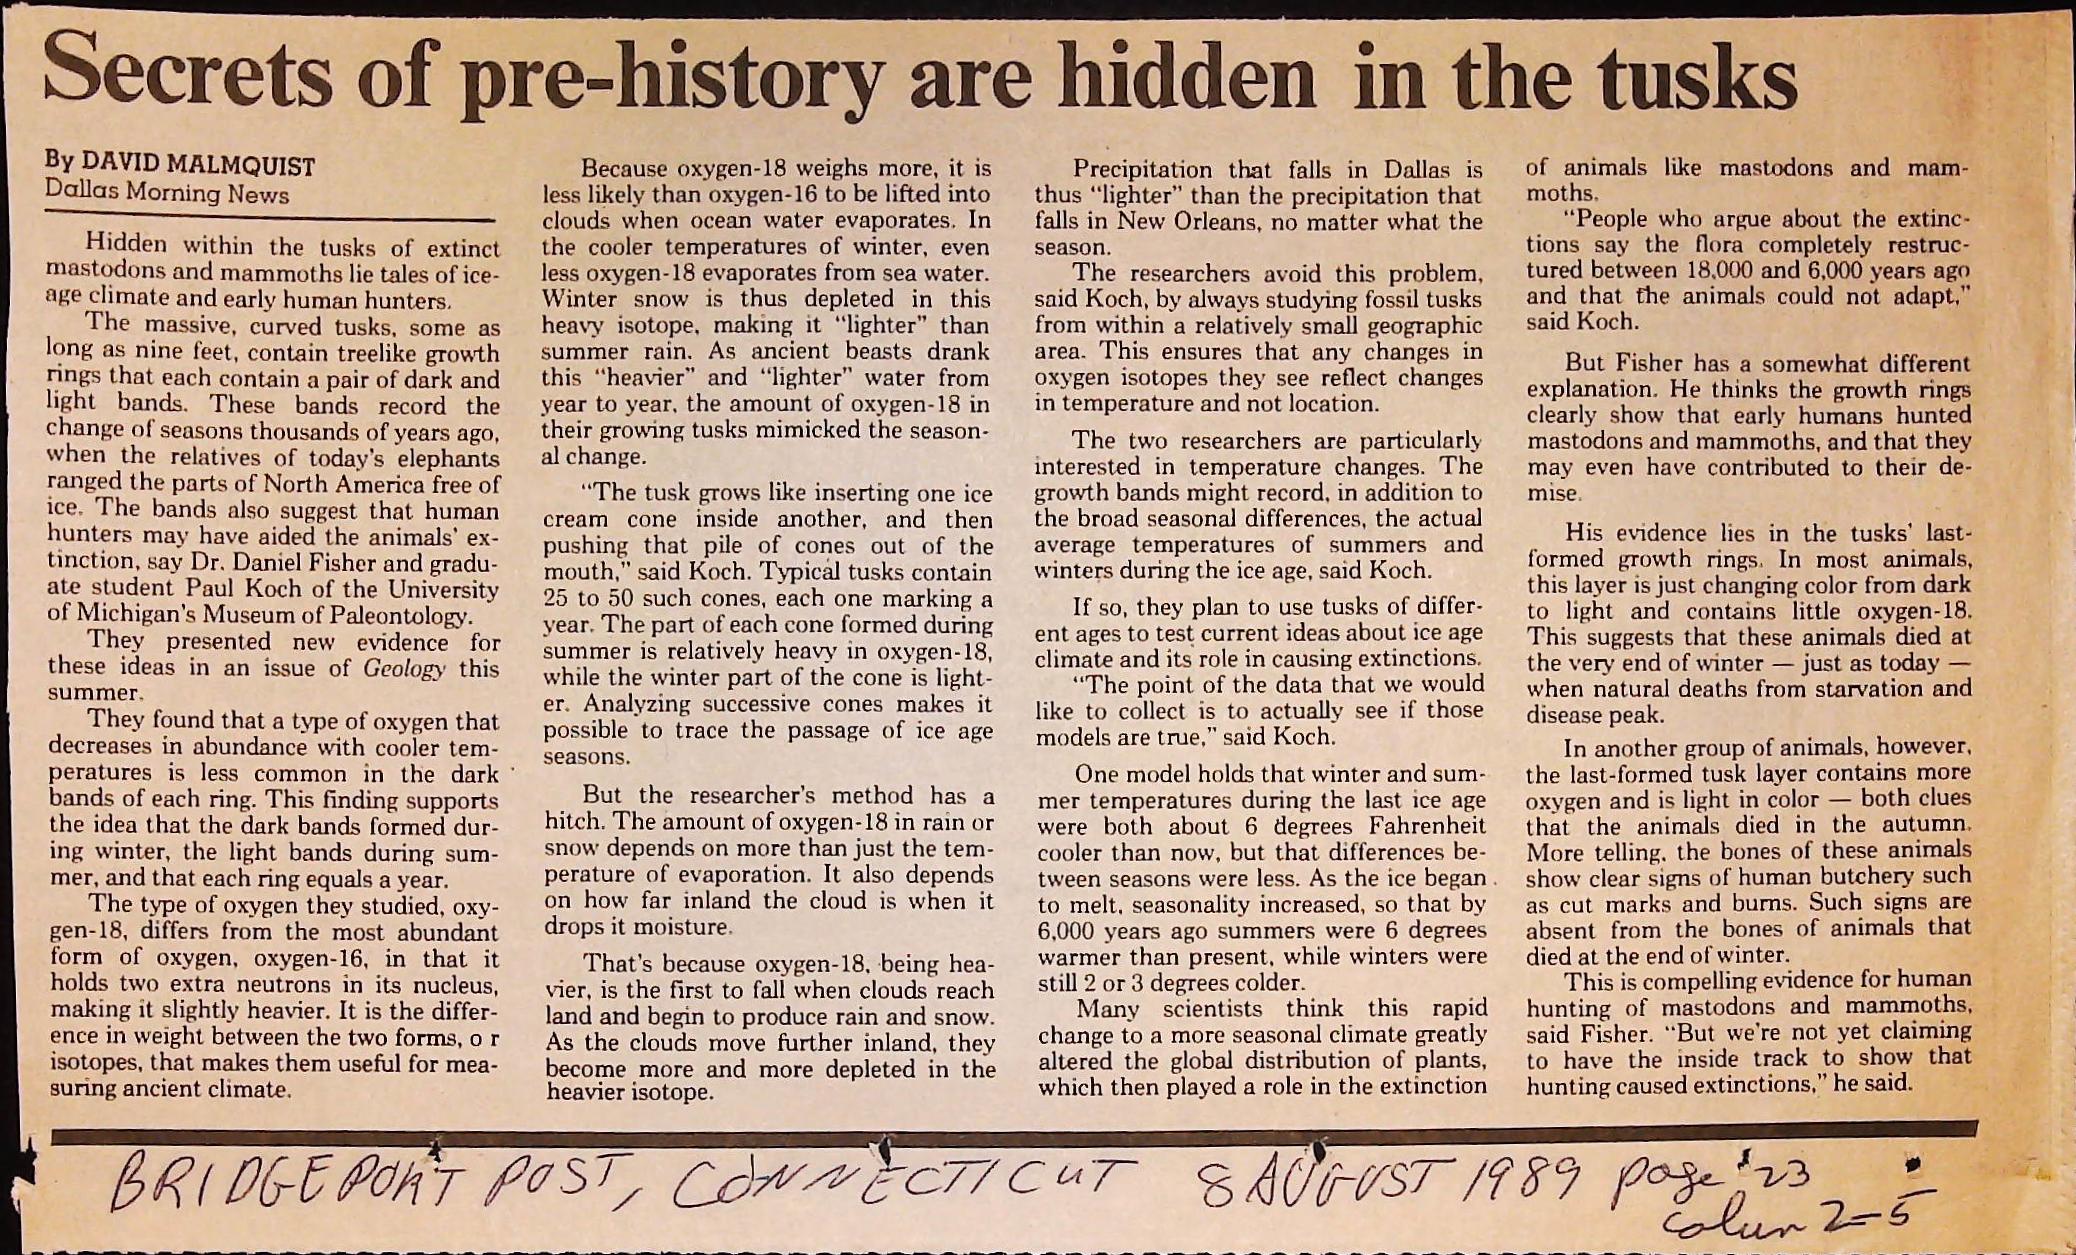 Secrets of pre-history are hidden in the tusks
By DAVID MALMQUIST
Dallas Morning News
Hidden within the tusks of extinct
mastodons and mammoths lie tales of ice-
age climate and early human hunters.
The massive, curved tusks, some as
long as nine feet, contain treelike growth
rings that each contain a pair of dark and
light bands. These bands record the
change of seasons thousands of years ago,
when the relatives of today's elephants
ranged the parts of North America free of
ice. The bands also suggest that human
hunters may have aided the animals' ex-
tinction, say Dr. Daniel Fisher and gradu-
ate student Paul Koch of the University
of Michigan's Museum of Paleontology.
They presented new evidence for
these ideas in an issue of Geology this
summer.
They found that a type of oxygen that
decreases in abundance with cooler tem-
peratures is less common in the dark
bands of each ring. This finding supports
the idea that the dark bands formed dur-
ing winter, the light bands during sum-
mer, and that each ring equals a year.
The type of oxygen they studied, oxy-
gen-18, differs from the most abundant
form of oxygen, oxygen-16, in that it
holds two extra neutrons in its nucleus,
making it slightly heavier. It is the differ-
ence in weight between the two forms, o r
isotopes, that makes them useful for mea-
suring ancient climate.
Because oxygen-18 weighs more, it is
less likely than oxygen-16 to be lifted into
clouds when ocean water evaporates. In
the cooler temperatures of winter, even
less oxygen-18 evaporates from sea water.
Winter snow is thus depleted in this
heavy isotope, making it "lighter" than
summer rain. As ancient beasts drank
this "heavier" and "lighter" water from
year to year, the amount of oxygen-18 in
their growing tusks mimicked the season-
al change.
"The tusk grows like inserting one ice
cream cone inside another, and then
pushing that pile of cones out of the
mouth," said Koch. Typical tusks contain
25 to 50 such cones, each one marking a
year. The part of each cone formed during
summer is relatively heavy in oxygen-18,
while the winter part of the cone is light-
er. Analyzing successive cones makes it
possible to trace the passage of ice age
seasons.
But the researcher's method has a
hitch. The amount of oxygen-18 in rain or
snow depends on more than just the tem-
perature of evaporation. It also depends
on how far inland the cloud is when it
drops it moisture.
That's because oxygen-18, being hea-
vier, is the first to fall when clouds reach
land and begin to produce rain and snow.
As the clouds move further inland, they
become more and more depleted in the
heavier isotope.
Precipitation that falls in Dallas is
thus "lighter" than the precipitation that
falls in New Orleans, no matter what the
season.
The researchers avoid this problem,
said Koch, by always studying fossil tusks
from within a relatively small geographic
area. This ensures that any changes in
oxygen isotopes they see reflect changes
in temperature and not location.
The two researchers are particularly
interested in temperature changes. The
growth bands might record, in addition to
the broad seasonal differences, the actual
average temperatures of summers and
winters during the ice age, said Koch.
If so, they plan to use tusks of differ-
ent ages to test current ideas about ice age
climate and its role in causing extinctions.
"The point of the data that we would
like to collect is to actually see if those
models are true," said Koch.
One model holds that winter and sum-
mer temperatures during the last ice age
were both about 6 degrees Fahrenheit
cooler than now, but that differences be-
tween seasons were less. As the ice began
to melt, seasonality increased, so that by
6,000 years ago summers were 6 degrees
warmer than present, while winters were
still 2 or 3 degrees colder.
Many scientists think this rapid
change to a more seasonal climate greatly
altered the global distribution of plants,
which then played a role in the extinction
of animals like mastodons and mam-
moths.
"People who argue about the extinc-
tions say the flora completely restruc-
tured between 18,000 and 6,000 years ago
and that the animals could not adapt,"
said Koch.
But Fisher has a somewhat different
explanation. He thinks the growth rings
clearly show that early humans hunted
mastodons and mammoths, and that they
may even have contributed to their de-
mise.
His evidence lies in the tusks' last-
formed growth rings. In most animals,
this layer is just changing color from dark
to light and contains little oxygen-18.
This suggests that these animals died at
the very end of winter — just as today —
when natural deaths from starvation and
disease peak.
In another group of animals, however,
the last-formed tusk layer contains more
oxygen and is light in color — both clues
that the animals died in the autumn.
More telling, the bones of these animals
show clear signs of human butchery such
as cut marks and burns. Such signs are
absent from the bones of animals that
died at the end of winter.
This is compelling evidence for human
hunting of mastodons and mammoths,
said Fisher. "But we're not yet claiming
to have the inside track to show that
hunting caused extinctions," he said.
BRIDGEPORT POST, CONNECTICUT 8 AUGUST 1989 page 23
colum 2-5